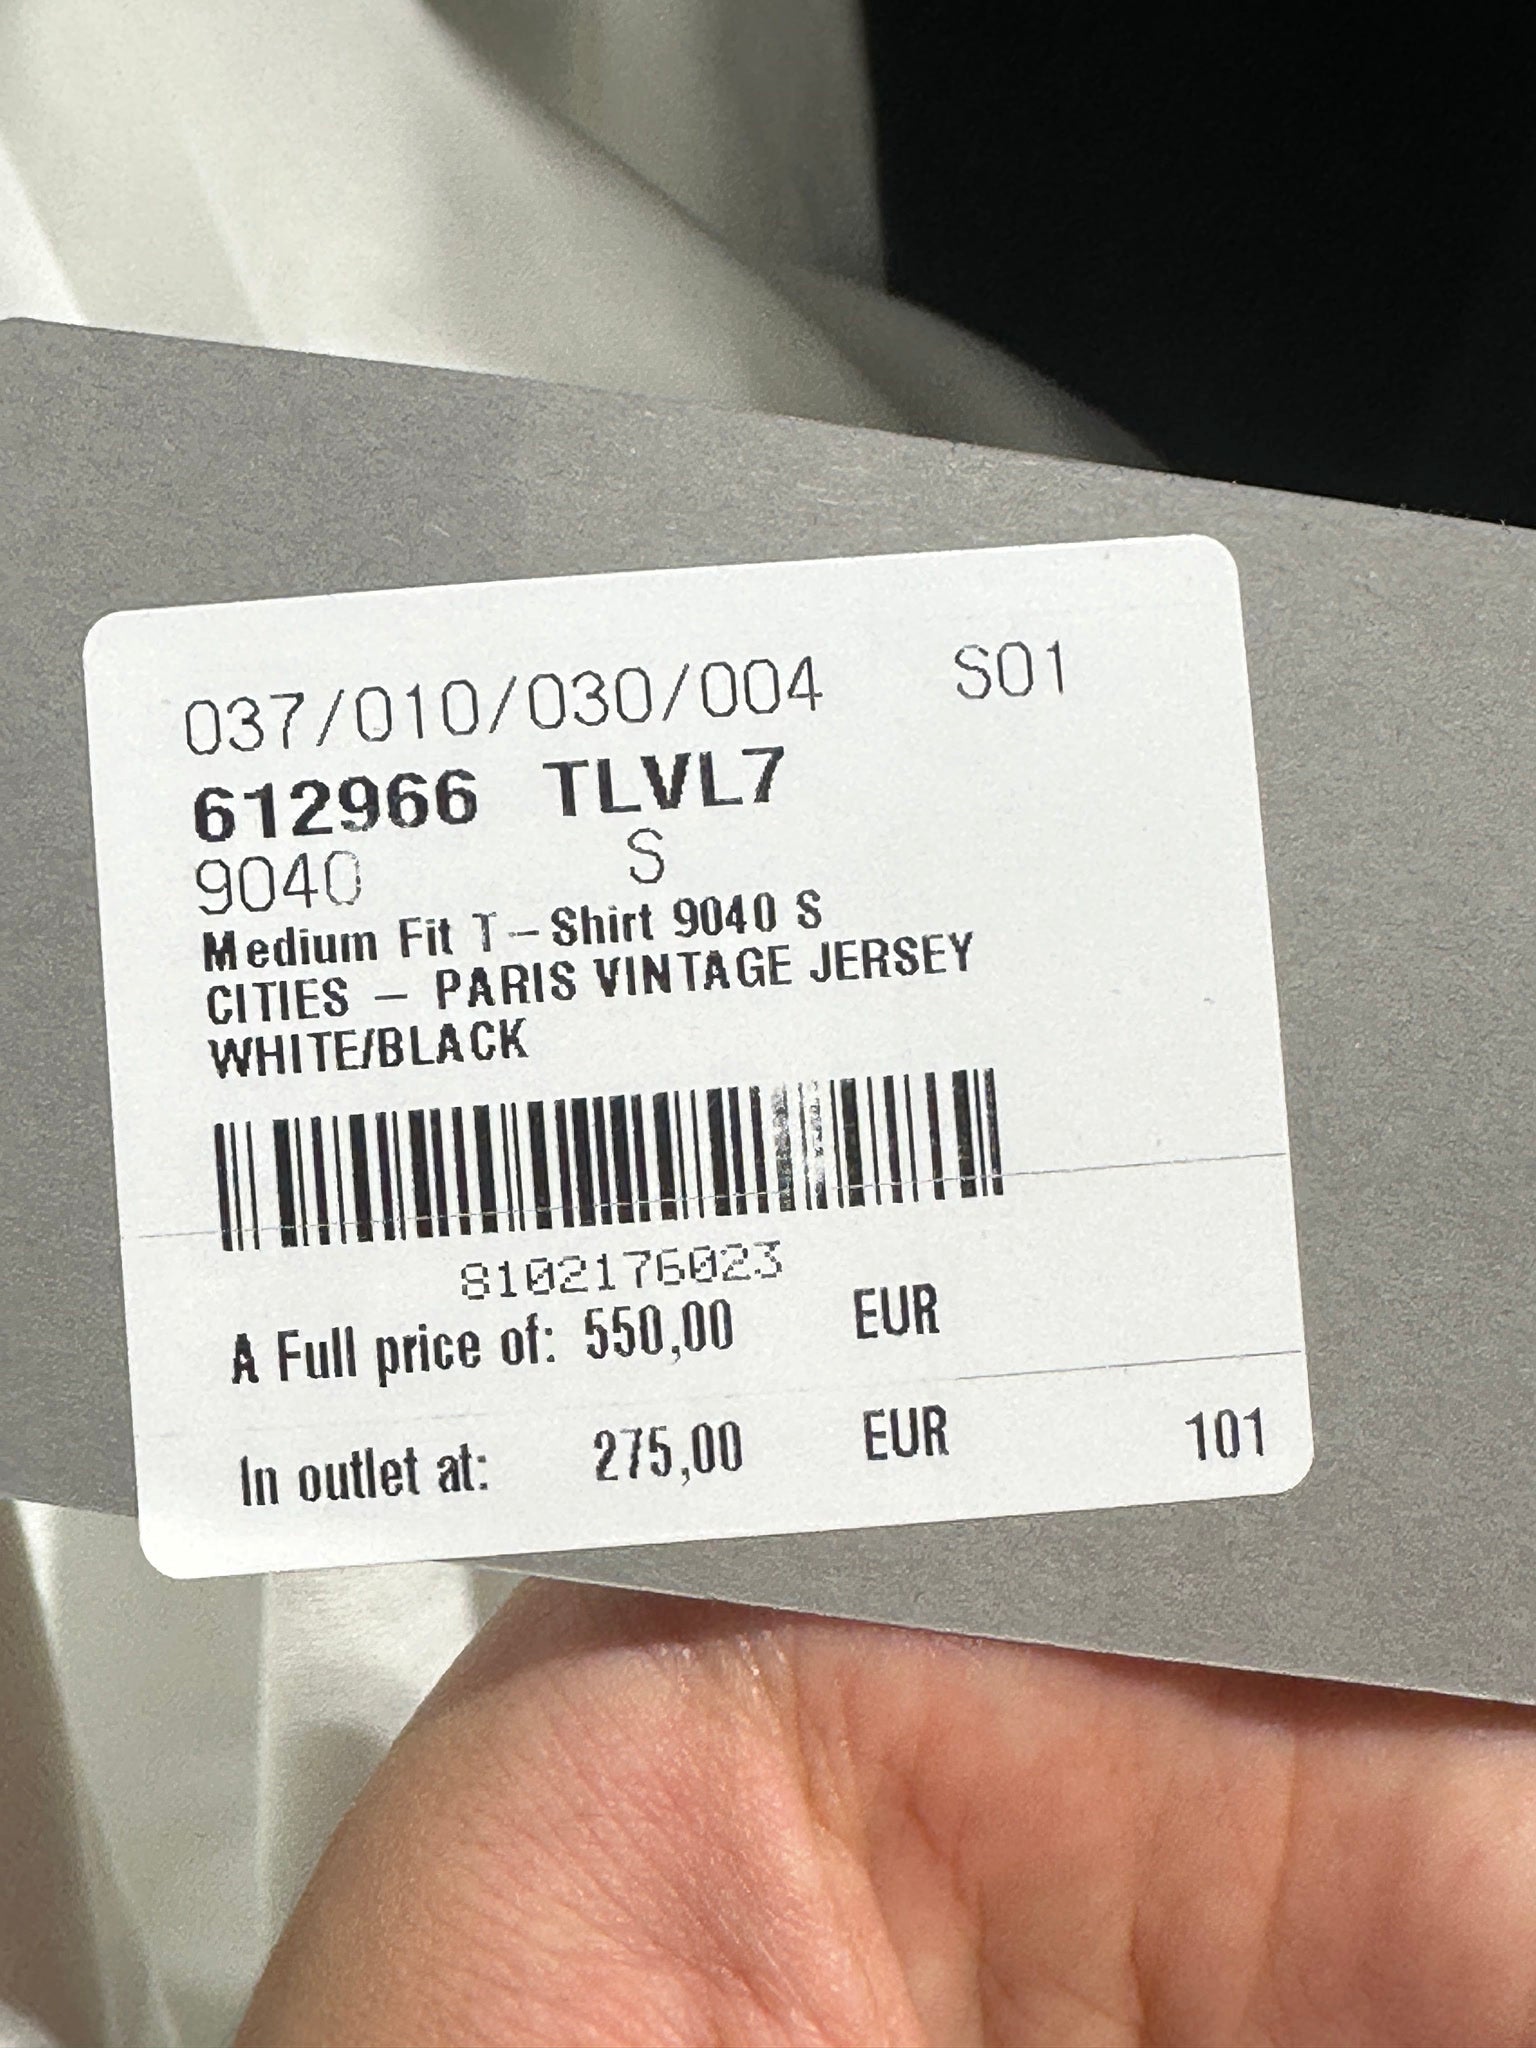 037/010/030/004 S01
612966 TLVL7
9040 S
Medium Fit T-Shirt 9040 S
CITIES - PARIS VINTAGE JERSEY
WHITE/BLACK
8102176023
A Full price of: 550,00 EUR
In outlet at: 275,00 EUR 101